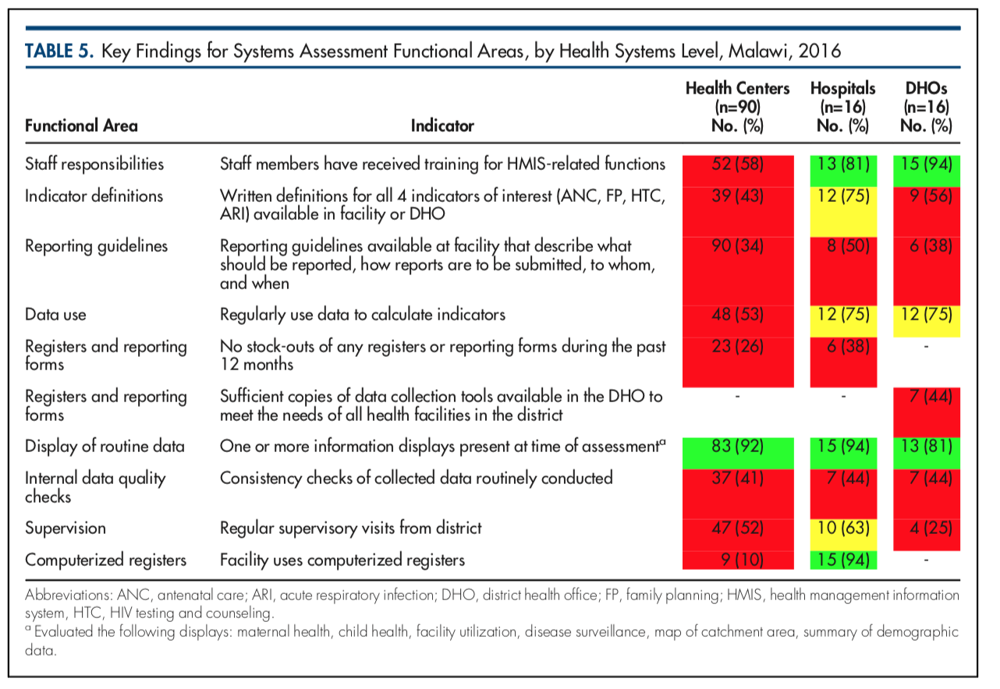 TABLE 5. Key Findings for Systems Assessment Functional Areas, by Health Systems Level, Malawi, 2016
Health Centers Hospitals DHOs
(n=90) (n=16) (n=16)
Functional Area Indicator No. (%) No. (%) No. (%)
Staff responsibilities Staff members have received training for HMIS-related functions 52 (58) 13 (81) 15 (94)
Indicator definitions Written definitions for all 4 indicators of interest (ANC, FP, HTC, 39 (43) 12 (75) 9 (56)
ARI) available in facility or DHO
Reporting guidelines Reporting guidelines available at facility that describe what 90 (34) 8 (50) 6 (38)
should be reported, how reports are to be submitted, to whom,
and when
Data use Regularly use data to calculate indicators 48 (53) 12 (75) 12 (75)
Registers and reporting No stock-outs of any registers or reporting forms during the past 23 (26) 6 (38) -
forms 12 months
Registers and reporting Sufficient copies of data collection tools available in the DHO to - - 7 (44)
forms meet the needs of all health facilities in the district
Display of routine data One or more information displays present at time of assessmentᵃ 83 (92) 15 (94) 13 (81)
Internal data quality Consistency checks of collected data routinely conducted 37 (41) 7 (44) 7 (44)
checks
Supervision Regular supervisory visits from district 47 (52) 10 (63) 4 (25)
Computerized registers Facility uses computerized registers 9 (10) 15 (94) -
Abbreviations: ANC, antenatal care; ARI, acute respiratory infection; DHO, district health office; FP, family planning; HMIS, health management information
system, HTC, HIV testing and counseling.
ᵃ Evaluated the following displays: maternal health, child health, facility utilization, disease surveillance, map of catchment area, summary of demographic
data.